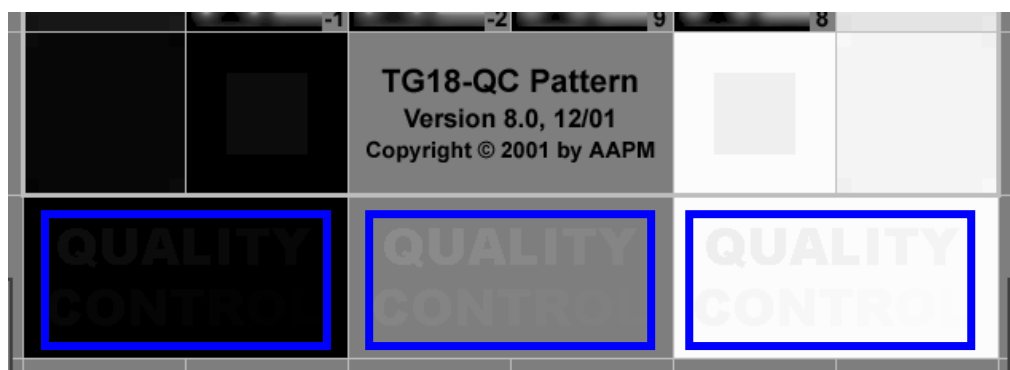 -1 -2 9 8
TG18-QC Pattern
Version 8.0, 12/01
Copyright © 2001 by AAPM
QUALITY QUALITY QUALITY
CONTROL CONTROL CONTROL